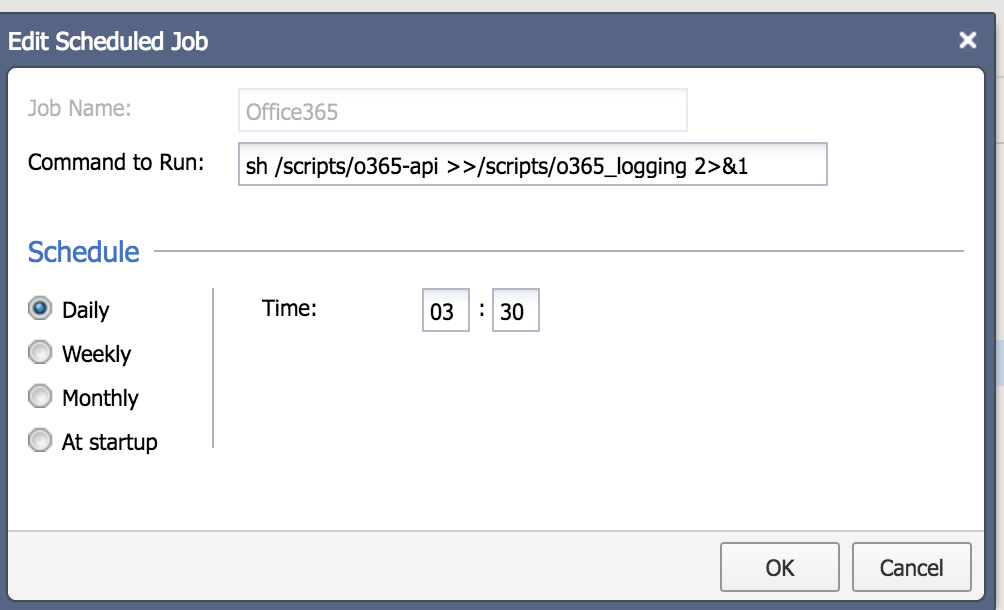 Edit Scheduled Job
Job Name: Office365
Command to Run: sh /scripts/o365-api >>/scripts/o365_logging 2>&1
Schedule
Daily
Time: 03 : 30
Weekly
Monthly
At startup
OK Cancel